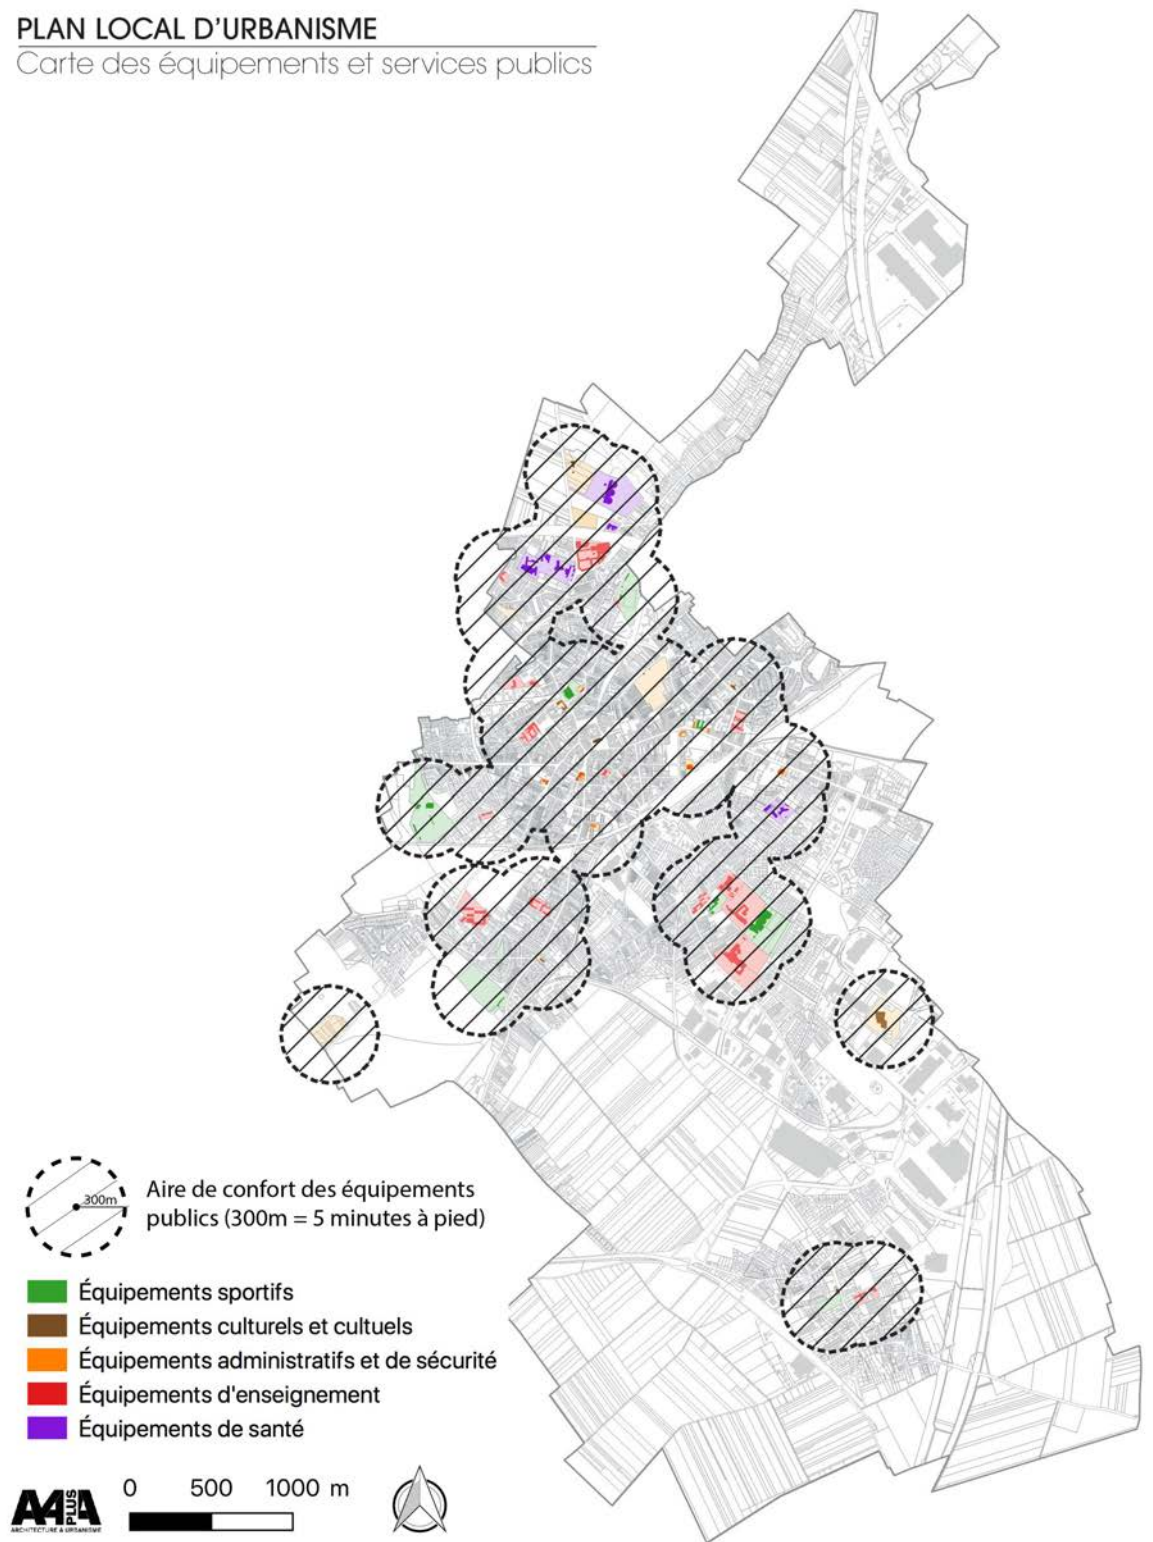 PLAN LOCAL D'URBANISME
Carte des équipements et services publics
300m
Aire de confort des équipements
publics (300m = 5 minutes à pied)
Équipements sportifs
Équipements culturels et cultuels
Équipements administratifs et de sécurité
Équipements d'enseignement
Équipements de santé
A4 PLUS A
ARCHITECTURE & URBANISME
0 500 1000 m